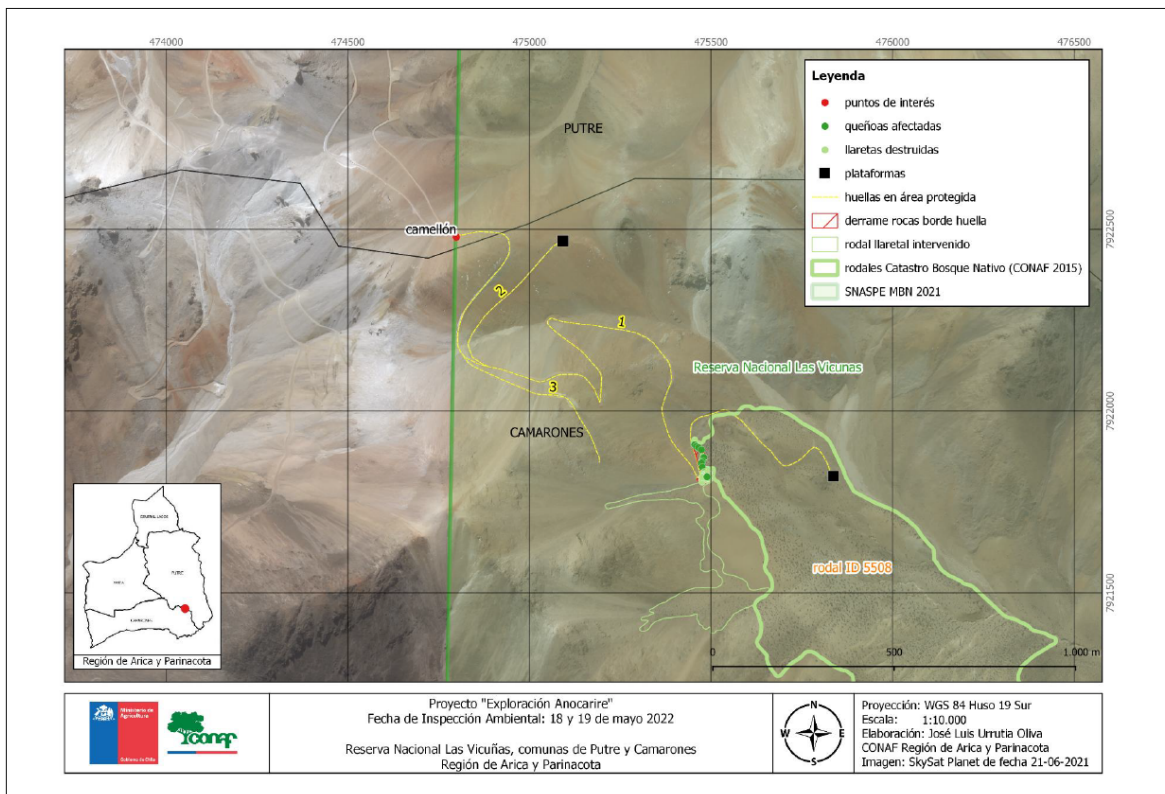 474000 474500 475000 475500 476000 476500
Leyenda
puntos de interés
queñoas afectadas
llaretas destruidas
plataformas
huellas en área protegida
derrame rocas borde huella
rodal llaretal intervenido
rodales Catastro Bosque Nativo (CONAF 2015)
SNASPE MBN 2021
PUTRE
camellón
7922500
2
1
Reserva Nacional Las Vicunas
3
7922000
CAMARONES
rodal ID 5508
7921500
GENERAL LAGOS
PUTRE
Región de Arica y Parinacota
0 500 1.000 m
Ministerio de
Agricultura
Gobierno de Chile
conaf
Proyecto "Exploración Anocarire"
Fecha de Inspección Ambiental: 18 y 19 de mayo 2022
Reserva Nacional Las Vicuñas, comunas de Putre y Camarones
Región de Arica y Parinacota
N
W E
S
Proyección: WGS 84 Huso 19 Sur
Escala: 1:10.000
Elaboración: José Luis Urrutia Oliva
CONAF Región de Arica y Parinacota
Imagen: SkySat Planet de fecha 21-06-2021